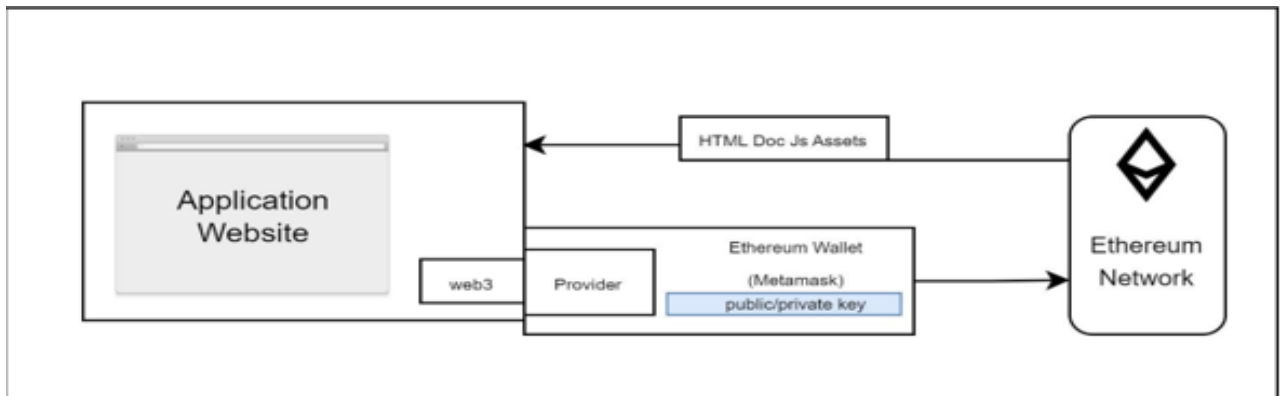 Application
Website
web3
Provider
HTML Doc Js Assets
Ethereum Wallet
(Metamask)
public/private key
Ethereum
Network